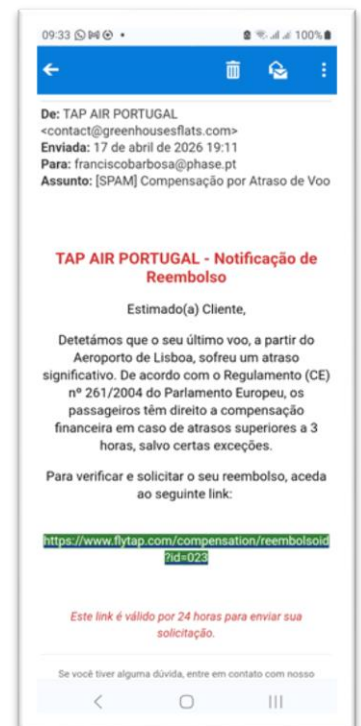 09:33
100%
De: TAP AIR PORTUGAL
<contact@greenhousesflats.com>
Enviada: 17 de abril de 2026 19:11
Para: franciscobarbosa@phase.pt
Assunto: [SPAM] Compensação por Atraso de Voo
TAP AIR PORTUGAL - Notificação de
Reembolso
Estimado(a) Cliente,
Detetámos que o seu último voo, a partir do
Aeroporto de Lisboa, sofreu um atraso
significativo. De acordo com o Regulamento (CE)
nº 261/2004 do Parlamento Europeu, os
passageiros têm direito a compensação
financeira em caso de atrasos superiores a 3
horas, salvo certas exceções.
Para verificar e solicitar o seu reembolso, aceda
ao seguinte link:
https://www.flytap.com/compensation/reembolsoid
?id=023
Este link é válido por 24 horas para enviar sua
solicitação.
Se você tiver alguma dúvida, entre em contato com nosso